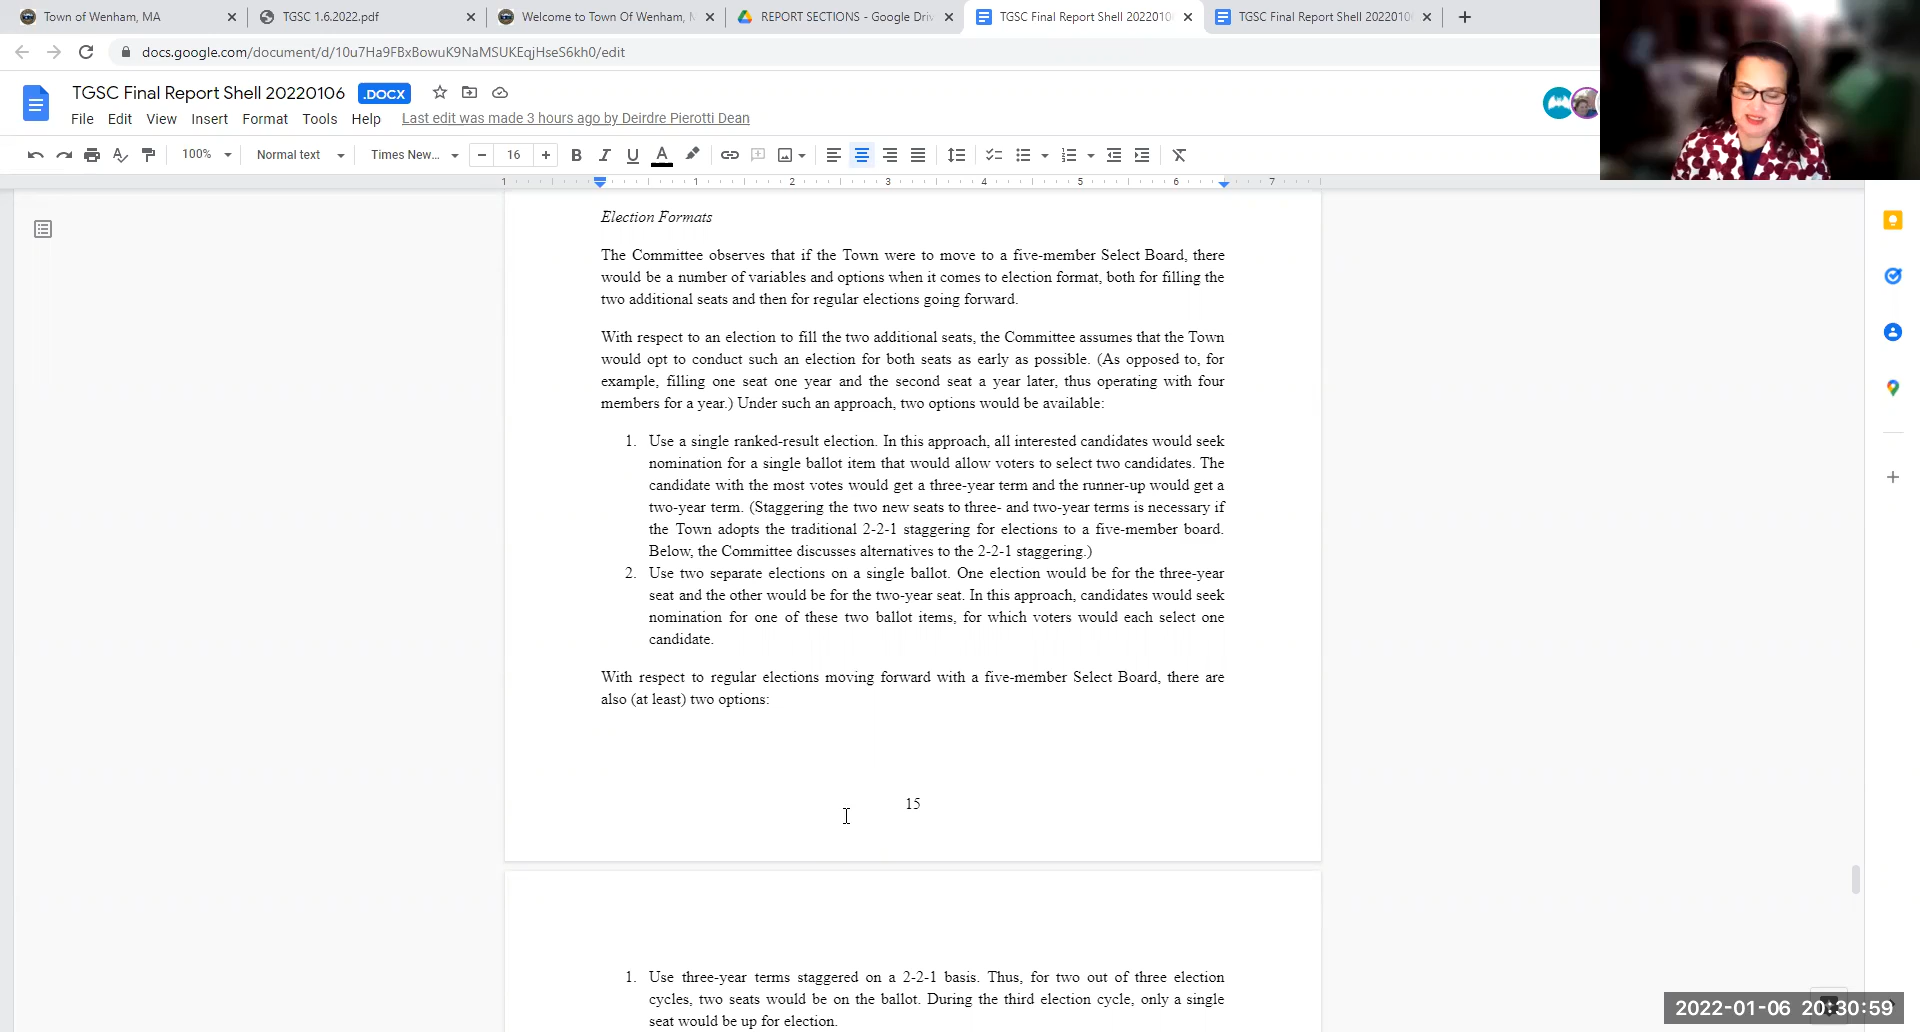 Town of Wenham, MA
TGSC 1.6.2022.pdf
Welcome to Town Of Wenham,
REPORT SECTIONS - Google Driv
TGSC Final Report Shell 2022010
TGSC Final Report Shell 2022010
docs.google.com/document/d/10u7Ha9FBxBowuK9NaMSUKEqjHseS6kh0/edit
TGSC Final Report Shell 20220106 .DOCX
File Edit View Insert Format Tools Help Last edit was made 3 hours ago by Deirdre Pierotti Dean
100% Normal text Times New... 16 B I U A
1 1 2 3 4 5 6 7
Election Formats
The Committee observes that if the Town were to move to a five-member Select Board, there
would be a number of variables and options when it comes to election format, both for filling the
two additional seats and then for regular elections going forward.
With respect to an election to fill the two additional seats, the Committee assumes that the Town
would opt to conduct such an election for both seats as early as possible. (As opposed to, for
example, filling one seat one year and the second seat a year later, thus operating with four
members for a year.) Under such an approach, two options would be available:
1. Use a single ranked-result election. In this approach, all interested candidates would seek
nomination for a single ballot item that would allow voters to select two candidates. The
candidate with the most votes would get a three-year term and the runner-up would get a
two-year term. (Staggering the two new seats to three- and two-year terms is necessary if
the Town adopts the traditional 2-2-1 staggering for elections to a five-member board.
Below, the Committee discusses alternatives to the 2-2-1 staggering.)
2. Use two separate elections on a single ballot. One election would be for the three-year
seat and the other would be for the two-year seat. In this approach, candidates would seek
nomination for one of these two ballot items, for which voters would each select one
candidate.
With respect to regular elections moving forward with a five-member Select Board, there are
also (at least) two options:
15
1. Use three-year terms staggered on a 2-2-1 basis. Thus, for two out of three election
cycles, two seats would be on the ballot. During the third election cycle, only a single
seat would be up for election.
2022-01-06 20:30:59